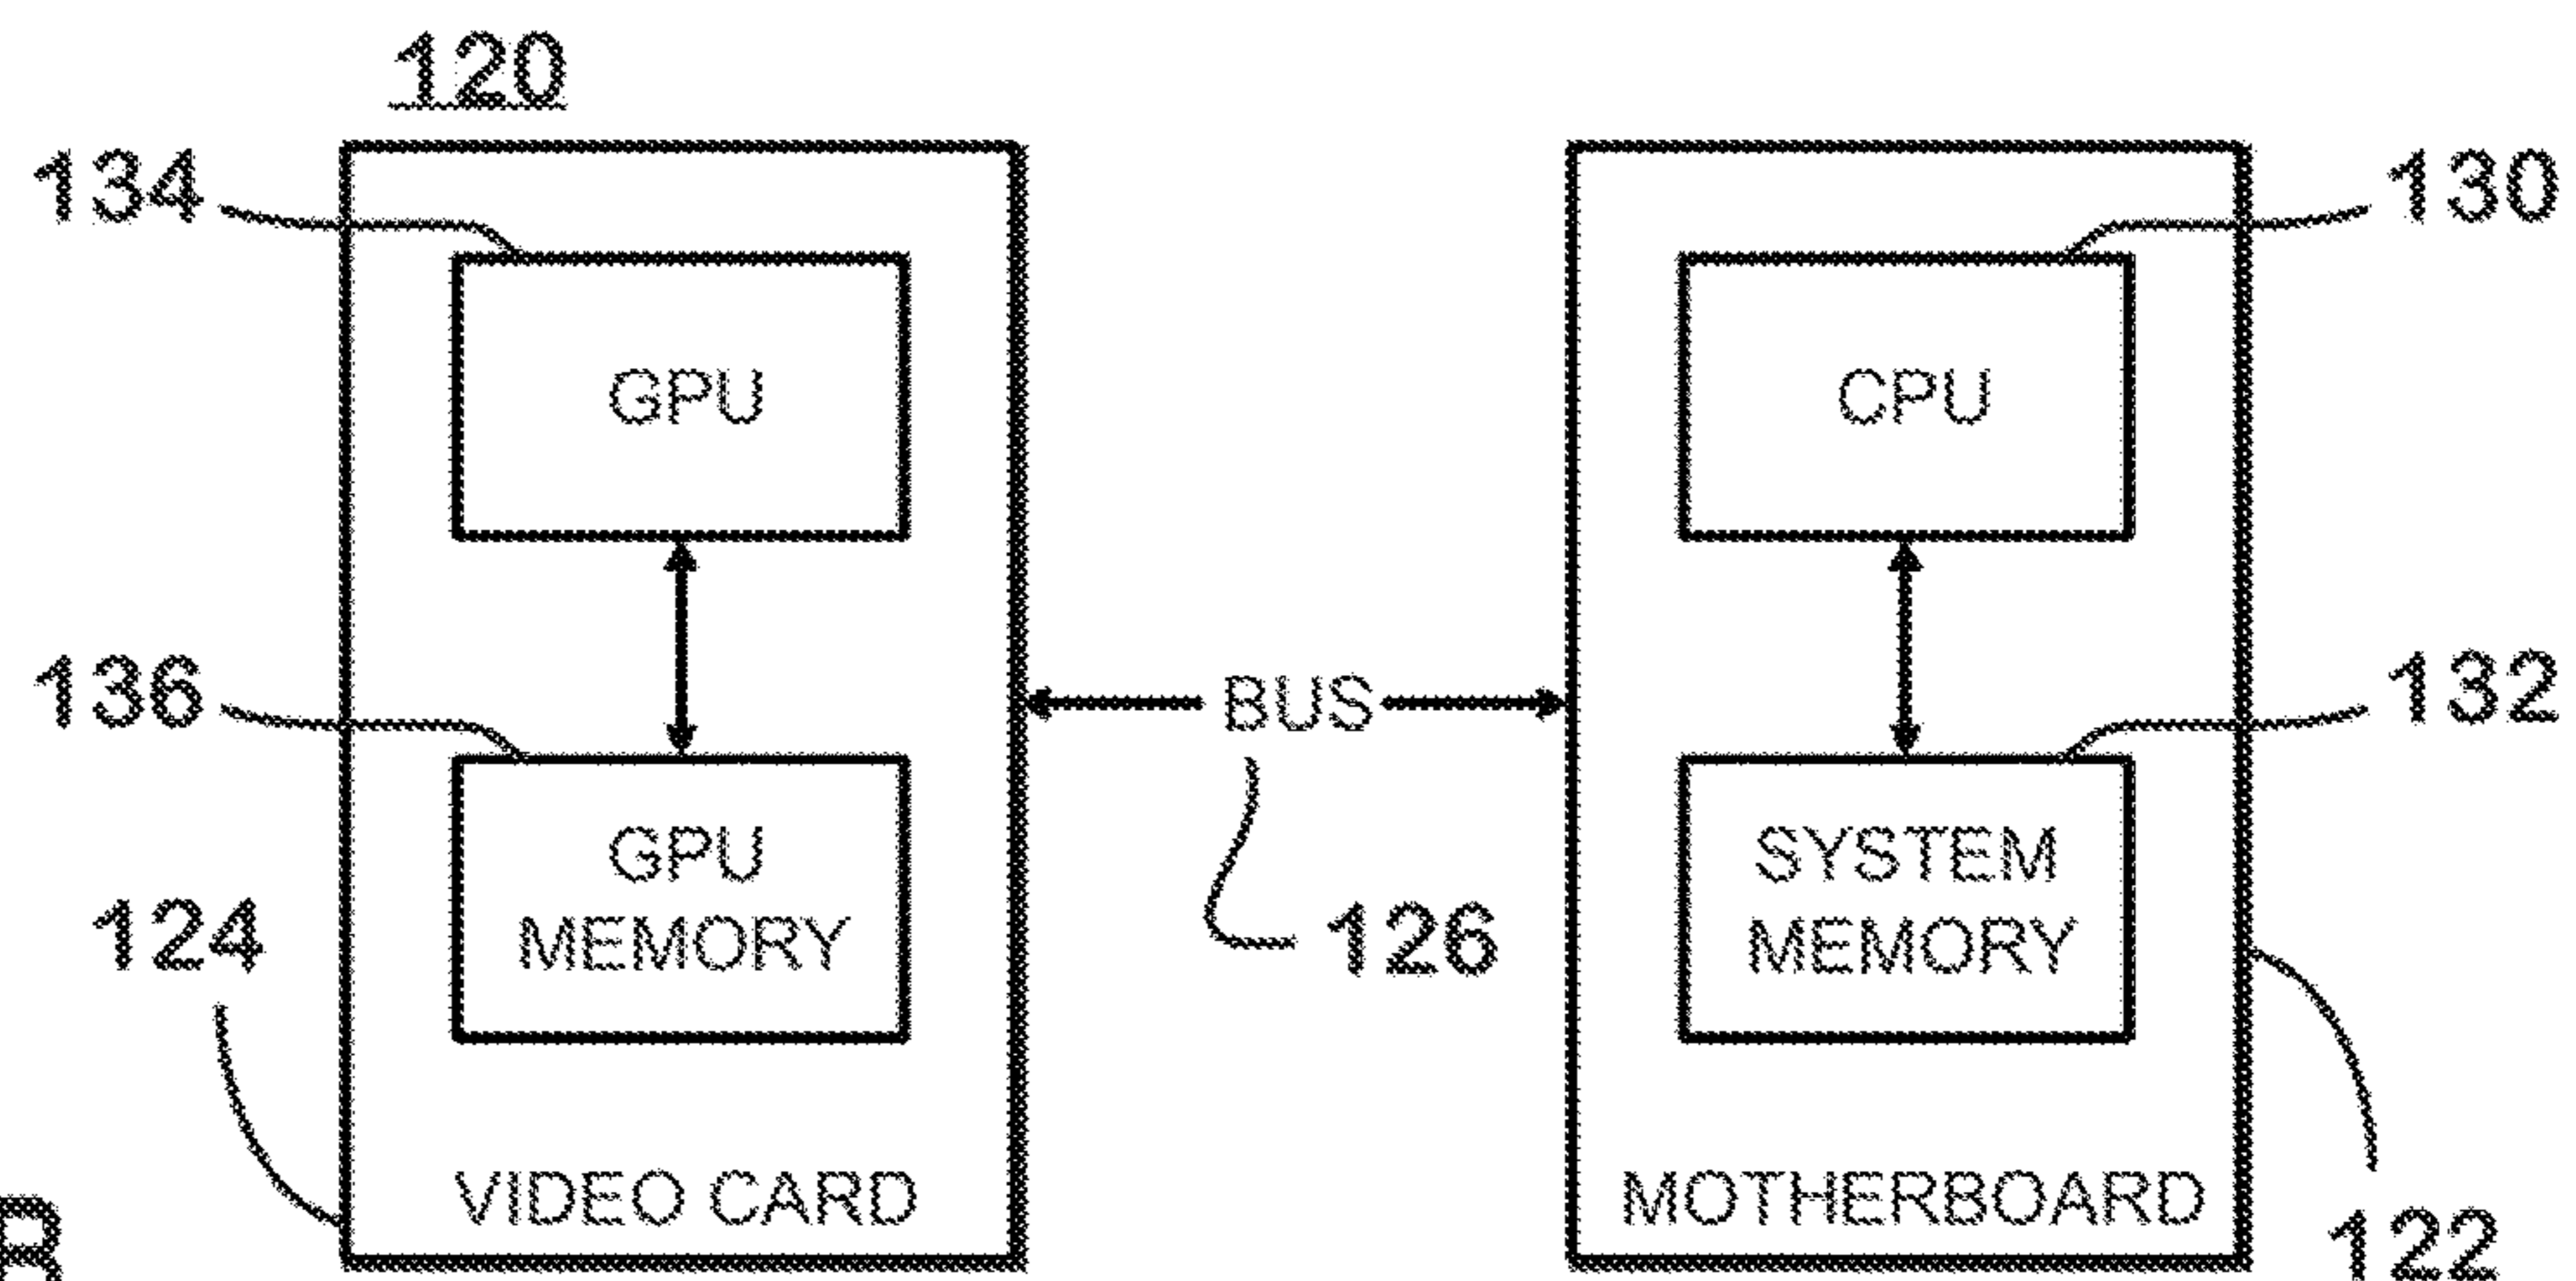 120
134
130
GPU
CPU
136
BUS
132
GPU
MEMORY
SYSTEM
MEMORY
124
126
VIDEO CARD
MOTHERBOARD
122
B